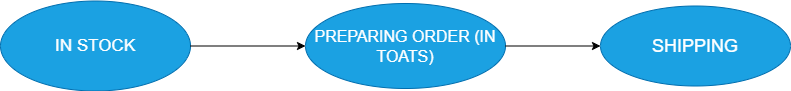 IN STOCK
PREPARING ORDER (IN
TOATS)
SHIPPING